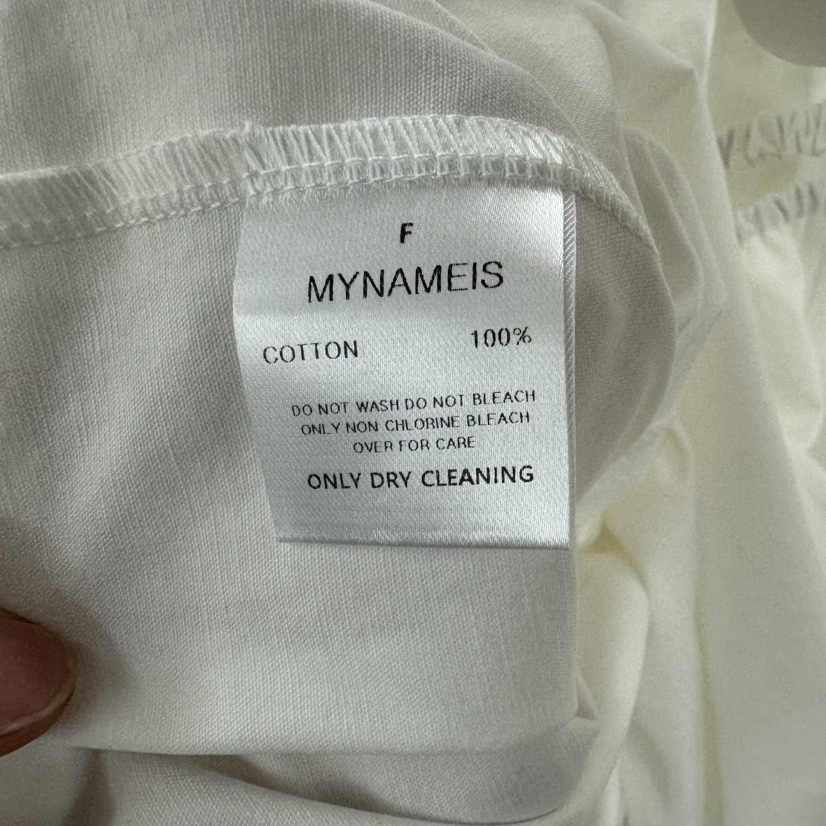 F
MYNAMEIS
COTTON 100%
DO NOT WASH DO NOT BLEACH
ONLY NON CHLORINE BLEACH
OVER FOR CARE
ONLY DRY CLEANING